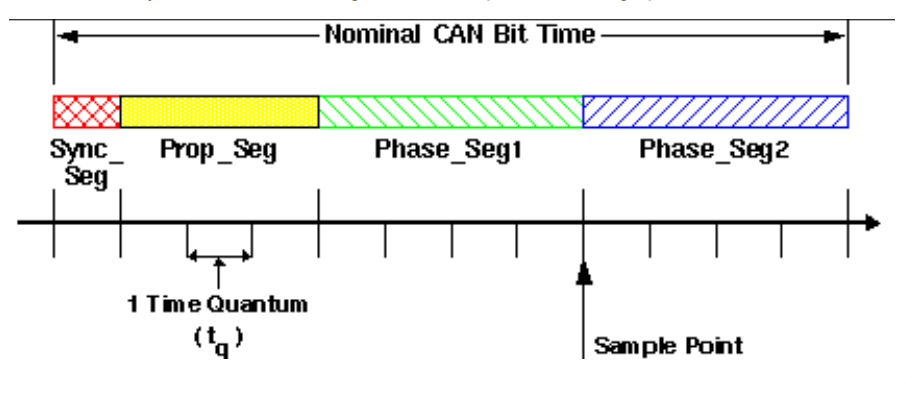 Nominal CAN Bit Time
Sync_ Prop_Seg Phase_Seg1 Phase_Seg2
Seg
1 Time Quantum
(tq)
Sample Point